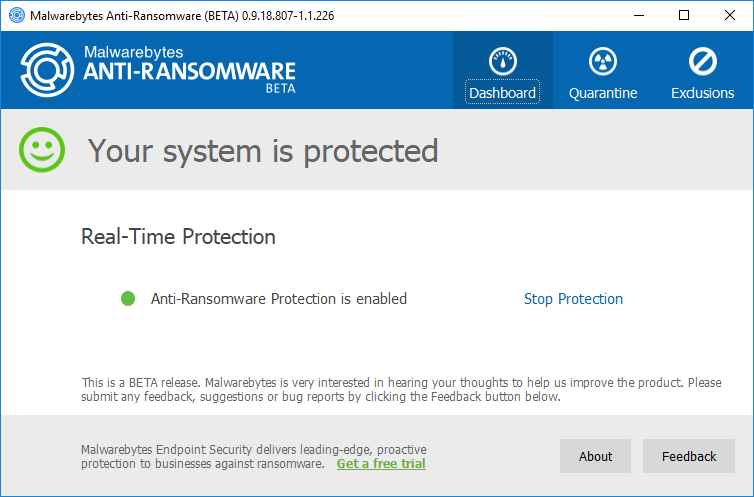 Malwarebytes Anti-Ransomware (BETA) 0.9.18.807-1.1.226
Malwarebytes
ANTI-RANSOMWARE
BETA
Dashboard
Quarantine
Exclusions
Your system is protected
Real-Time Protection
Anti-Ransomware Protection is enabled
Stop Protection
This is a BETA release. Malwarebytes is very interested in hearing your thoughts to help us improve the product. Please
submit any feedback, suggestions or bug reports by clicking the Feedback button below.
Malwarebytes Endpoint Security delivers leading-edge, proactive
protection to businesses against ransomware. Get a free trial
About
Feedback